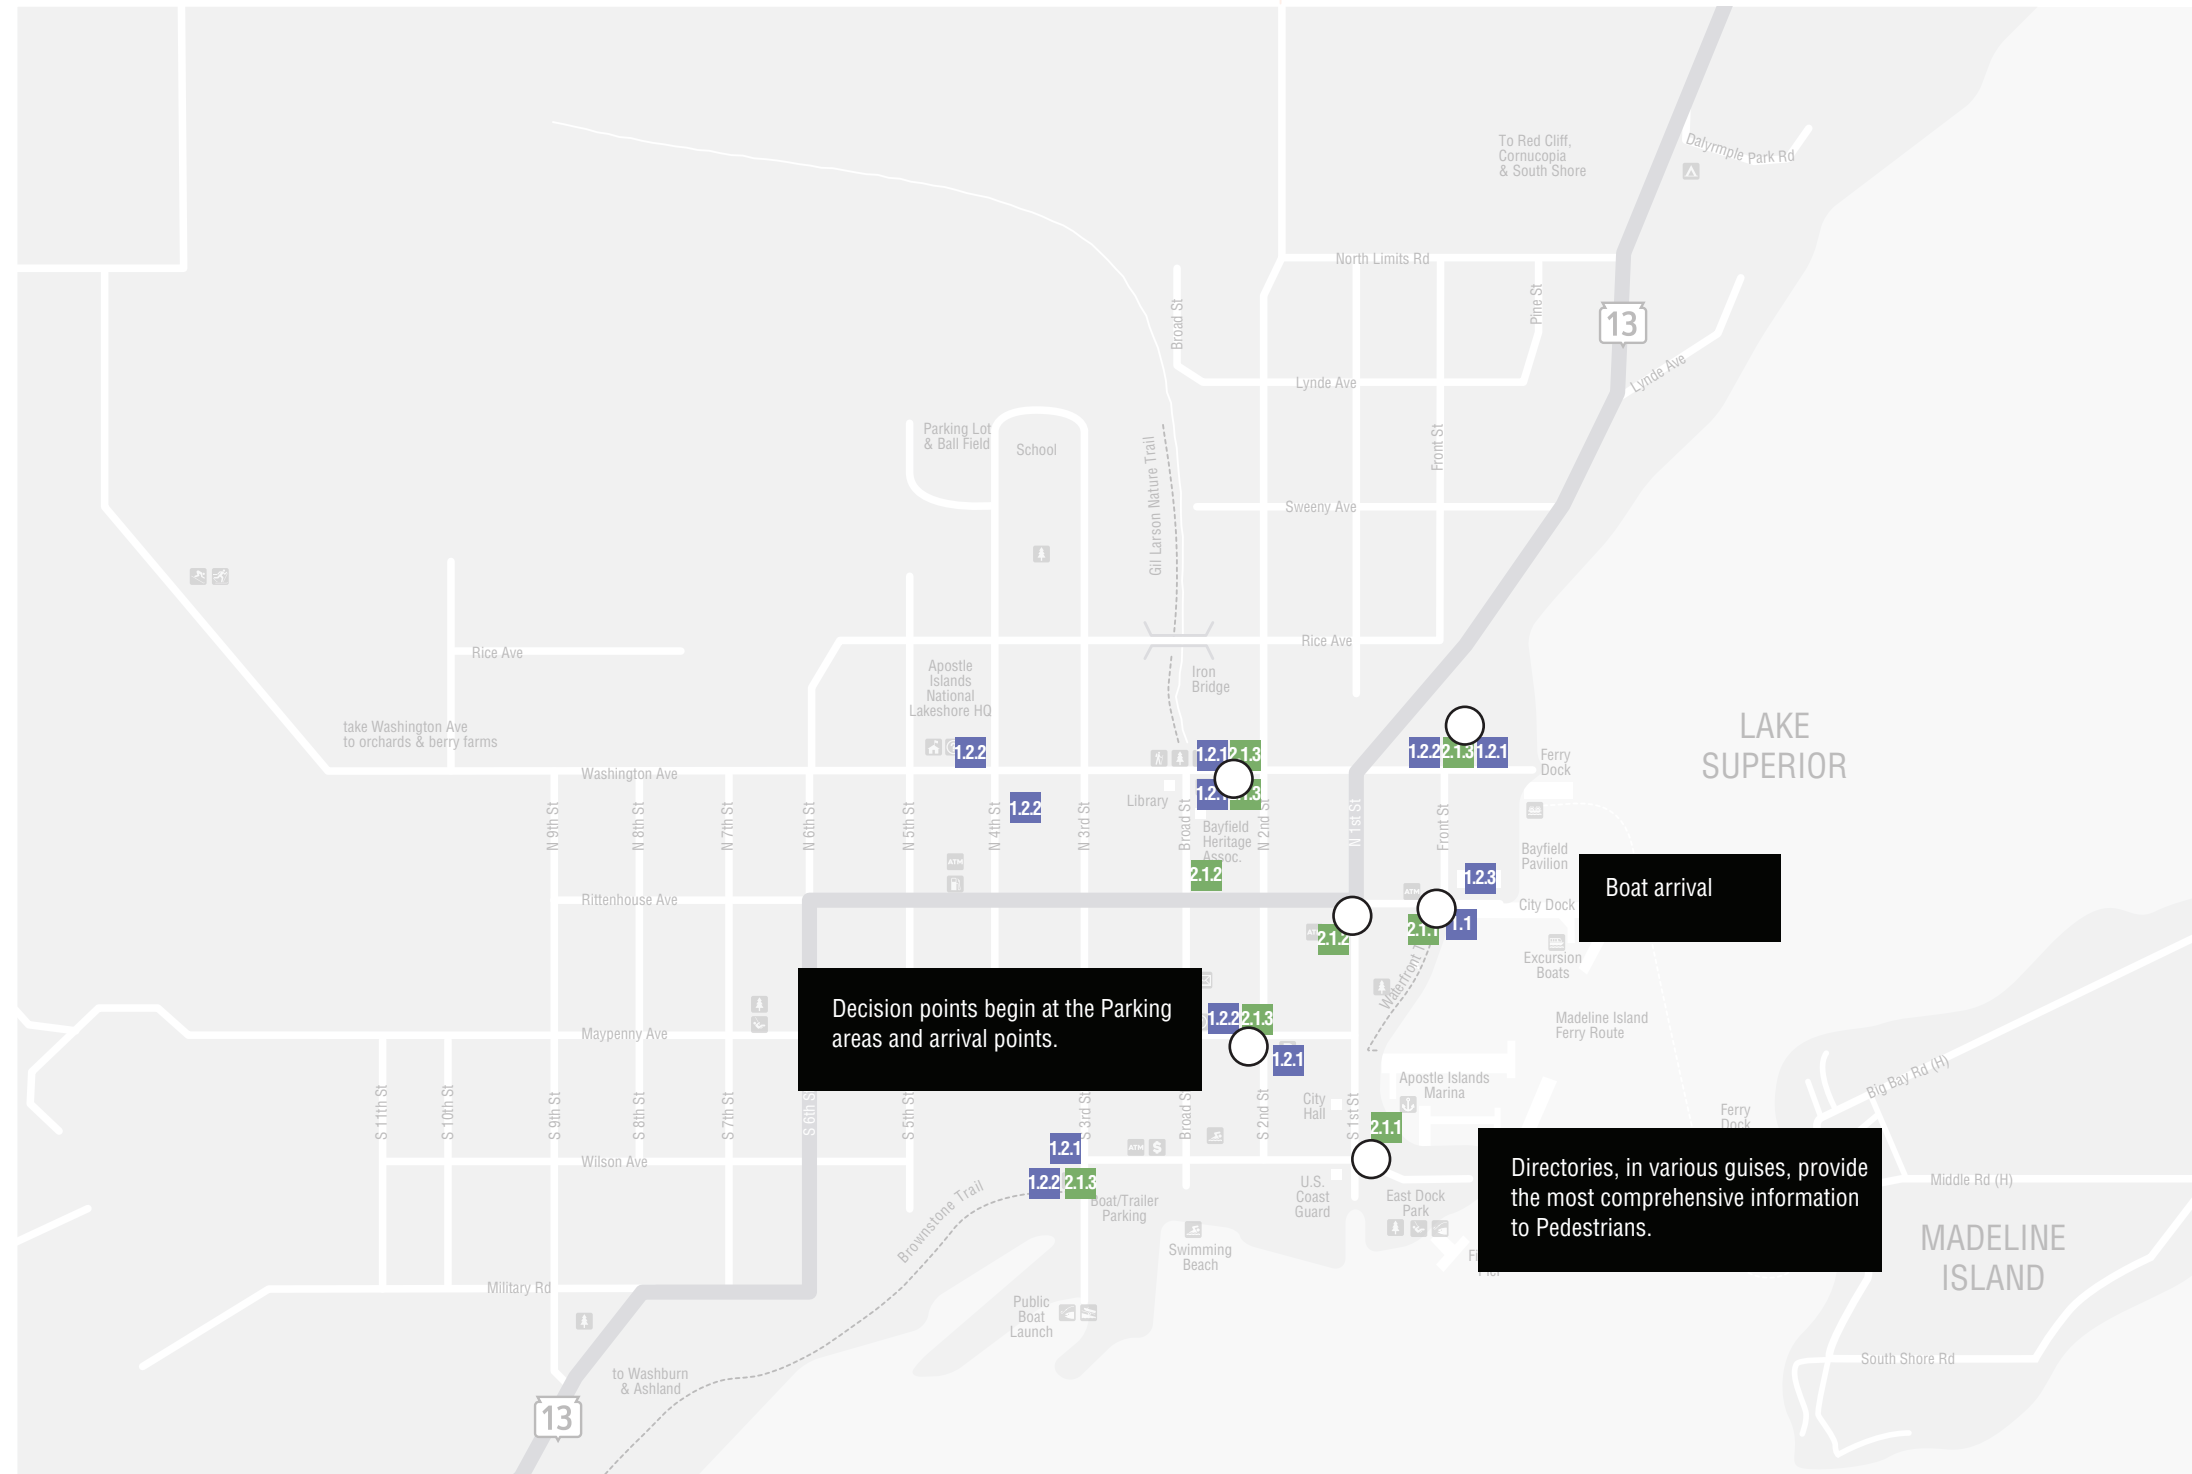 To Red Cliff,
Cornucopia
& South Shore
Dalyrmple Park Rd
North Limits Rd
Pine St
Broad St
13
Lynde Ave
Lynde Ave
Parking Lot
& Ball Field
School
Front St
Gil Larson Nature Trail
Sweeny Ave
Rice Ave
Rice Ave
Apostle
Islands
National
Lakeshore HQ
Iron
Bridge
take Washington Ave
to orchards & berry farms
LAKE
SUPERIOR
1.2.2
1.2.1
2.1.3
1.2.2
2.1.3
1.2.1
Ferry
Dock
Washington Ave
1.2.2
Library
N 9th St
N 8th St
N 7th St
N 6th St
N 5th St
N 4th St
N 3rd St
Broad St
N 2nd St
N 1st St
Front St
Bayfield
Heritage
Assoc.
Bayfield
Pavilion
ATM
2.1.2
1.2.3
Boat arrival
ATM
Rittenhouse Ave
City Dock
2.1.2
2.1.1
1.1
Excursion
Boats
Waterfront
Decision points begin at the Parking
areas and arrival points.
1.2.2
2.1.3
Madeline Island
Ferry Route
Maypenny Ave
1.2.1
Apostle Islands
Marina
Big Bay Rd (H)
S 11th St
S 10th St
S 9th St
S 8th St
S 7th St
S 6th St
S 5th St
S 3rd St
Broad St
S 2nd St
S 1st St
City
Hall
2.1.1
Ferry
Dock
1.2.1
ATM
$
Wilson Ave
1.2.2
2.1.3
Boat/Trailer
Parking
U.S.
Coast
Guard
East Dock
Park
Directories, in various guises, provide
the most comprehensive information
to Pedestrians.
Middle Rd (H)
Brownstone Trail
Swimming
Beach
MADELINE
ISLAND
Military Rd
Public
Boat
Launch
to Washburn
& Ashland
South Shore Rd
13